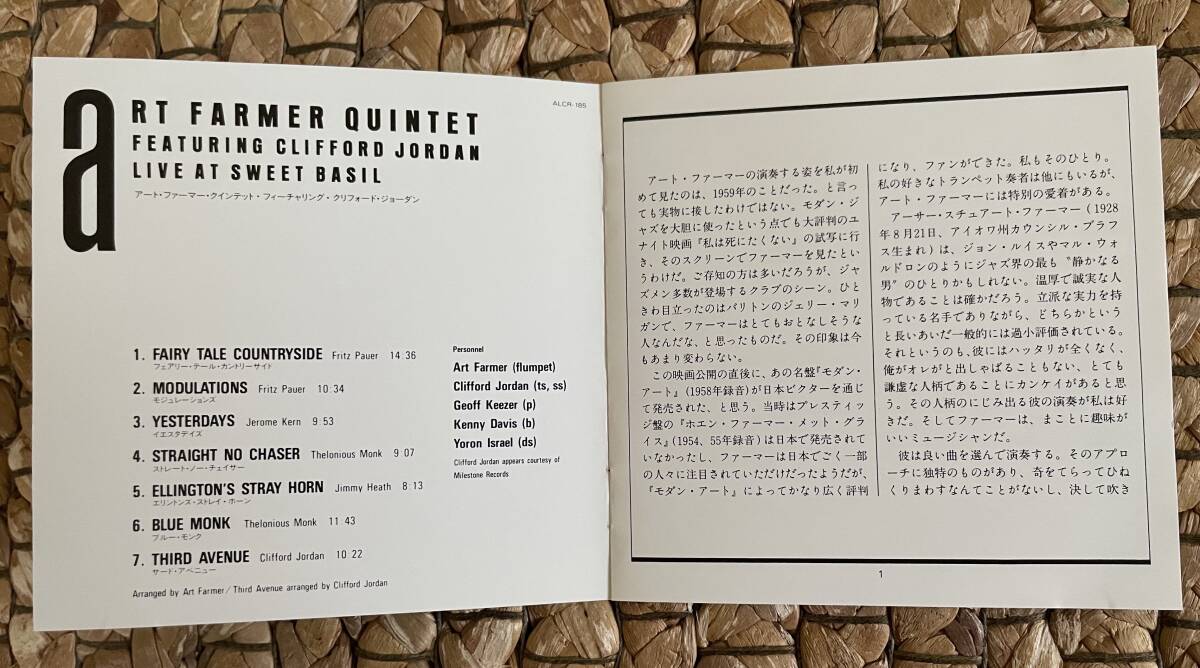 aRT FARMER QUINTET
FEATURING CLIFFORD JORDAN
LIVE AT SWEET BASIL
アート・ファーマー・クインテット・フィーチャリング・クリフォード・ジョーダン
ALCR-185
1. FAIRY TALE COUNTRYSIDE Fritz Pauer 14:36
フェアリー・テール・カントリーサイド
2. MODULATIONS Fritz Pauer 10:34
モジュレーションズ
3. YESTERDAYS Jerome Kern 9:53
イエスタデイズ
4. STRAIGHT NO CHASER Thelonious Monk 9:07
ストレート・ノー・チェイサー
5. ELLINGTON'S STRAY HORN Jimmy Heath 8:13
エリントンズ・ストレイ・ホーン
6. BLUE MONK Thelonious Monk 11:43
ブルー・モンク
7. THIRD AVENUE Clifford Jordan 10:22
サード・アベニュー
Arranged by Art Farmer/Third Avenue arranged by Clifford Jordan
Personnel
Art Farmer (flumpet)
Clifford Jordan (ts, ss)
Geoff Keezer (p)
Kenny Davis (b)
Yoron Israel (ds)
Clifford Jordan appears courtesy of
Milestone Records
アート・ファーマーの演奏する姿を私が初
めて見たのは、1959年のことだった。と言っ
ても実物に接したわけではない。モダン・ジ
ャズを大胆に使ったという点でも大評判のユ
ナイト映画『私は死にたくない』の試写に行
き、そのスクリーンでファーマーを見たとい
うわけだ。ご存知の方は多いだろうが、ジャ
ズメン多数が登場するクラブのシーン。ひと
きわ目立ったのはバリトンのジェリー・マリ
ガンで、ファーマーはとてもおとなしそうな
人なんだな、と思ったものだ。その印象は今
もあまり変わらない。
この映画公開の直後に、あの名盤『モダン・
アート』(1958年録音)が日本ビクターを通じ
て発売された、と思う。当時はプレスティッ
ジ盤の『ホエン・ファーマー・メット・グラ
イス』(1954、55年録音)は日本で発売されて
いなかったし、ファーマーは日本でごく一部
の人々に注目されていただけだったようだが、
『モダン・アート』によってかなり広く評判
になり、ファンができた。私もそのひとり。
私の好きなトランペット奏者は他にもいるが、
アート・ファーマーには特別の愛着がある。
アーサー・スチュアート・ファーマー(1928
年8月21日、アイオワ州カウンシル・ブラフ
ス生まれ)は、ジョン・ルイスやマル・ウォ
ルドロンのようにジャズ界の最も〝静かなる
男〟のひとりかもしれない。温厚で誠実な人
物であることは確かだろう。立派な実力を持
っている名手でありながら、どちらかという
と長いあいだ一般的には過小評価されている。
それというのも、彼にはハッタリが全くなく、
俺がオレがと出しゃばることもない、とても
謙虚な人柄であることにカンケイがあると思
う。その人柄のにじみ出る彼の演奏が私は好
きだ。そしてファーマーは、まことに趣味が
いいミュージシャンだ。
彼は良い曲を選んで演奏する。そのアプロ
ーチに独特のものがあり、奇をてらってひね
くりまわすなんてことがないし、決して吹き
1